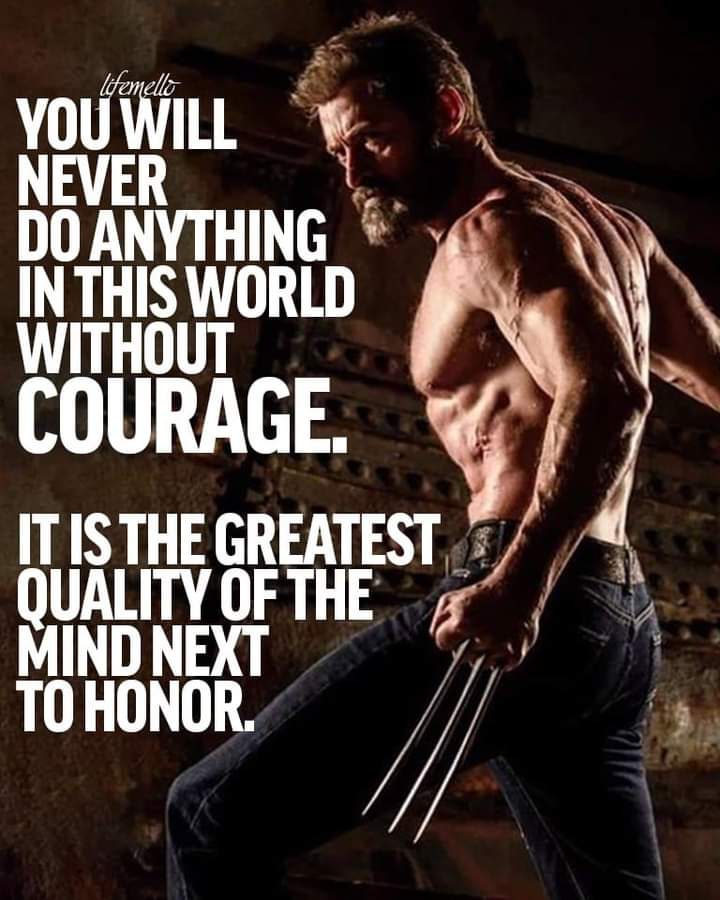 lifemello
YOU WILL
NEVER
DO ANYTHING
IN THIS WORLD
WITHOUT
COURAGE.
IT IS THE GREATEST
QUALITY OF THE
MIND NEXT
TO HONOR.